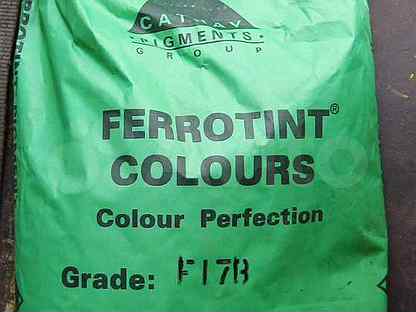 CATHAY
PIGMENTS
GROUP
FERROTINT®
COLOURS
Colour Perfection
Grade: F17B